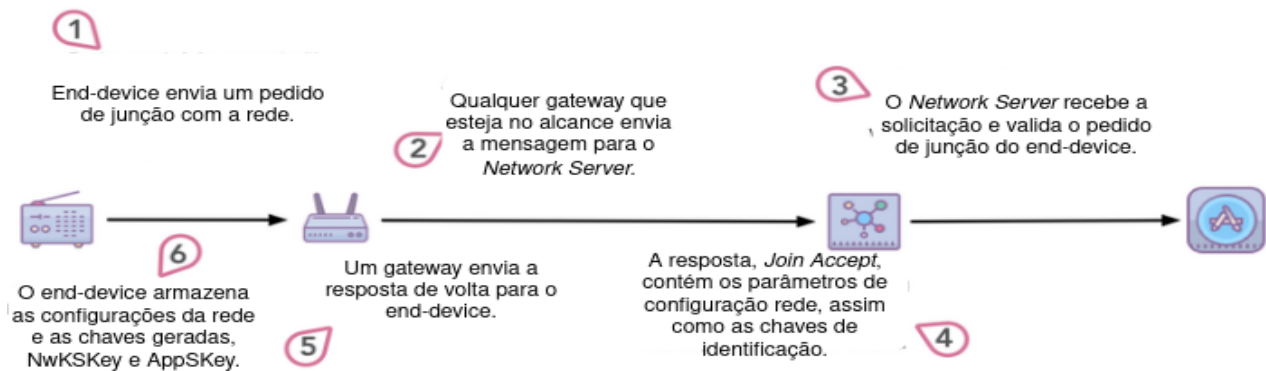 1
End-device envia um pedido
de junção com a rede.
2
Qualquer gateway que
esteja no alcance envia
a mensagem para o
Network Server.
3
O Network Server recebe a
solicitação e valida o pedido
de junção do end-device.
A resposta, Join Accept,
contém os parâmetros de
configuração rede, assim
como as chaves de
identificação.
4
Um gateway envia a
resposta de volta para o
end-device.
5
6
O end-device armazena
as configurações da rede
e as chaves geradas,
NwKSKey e AppSKey.